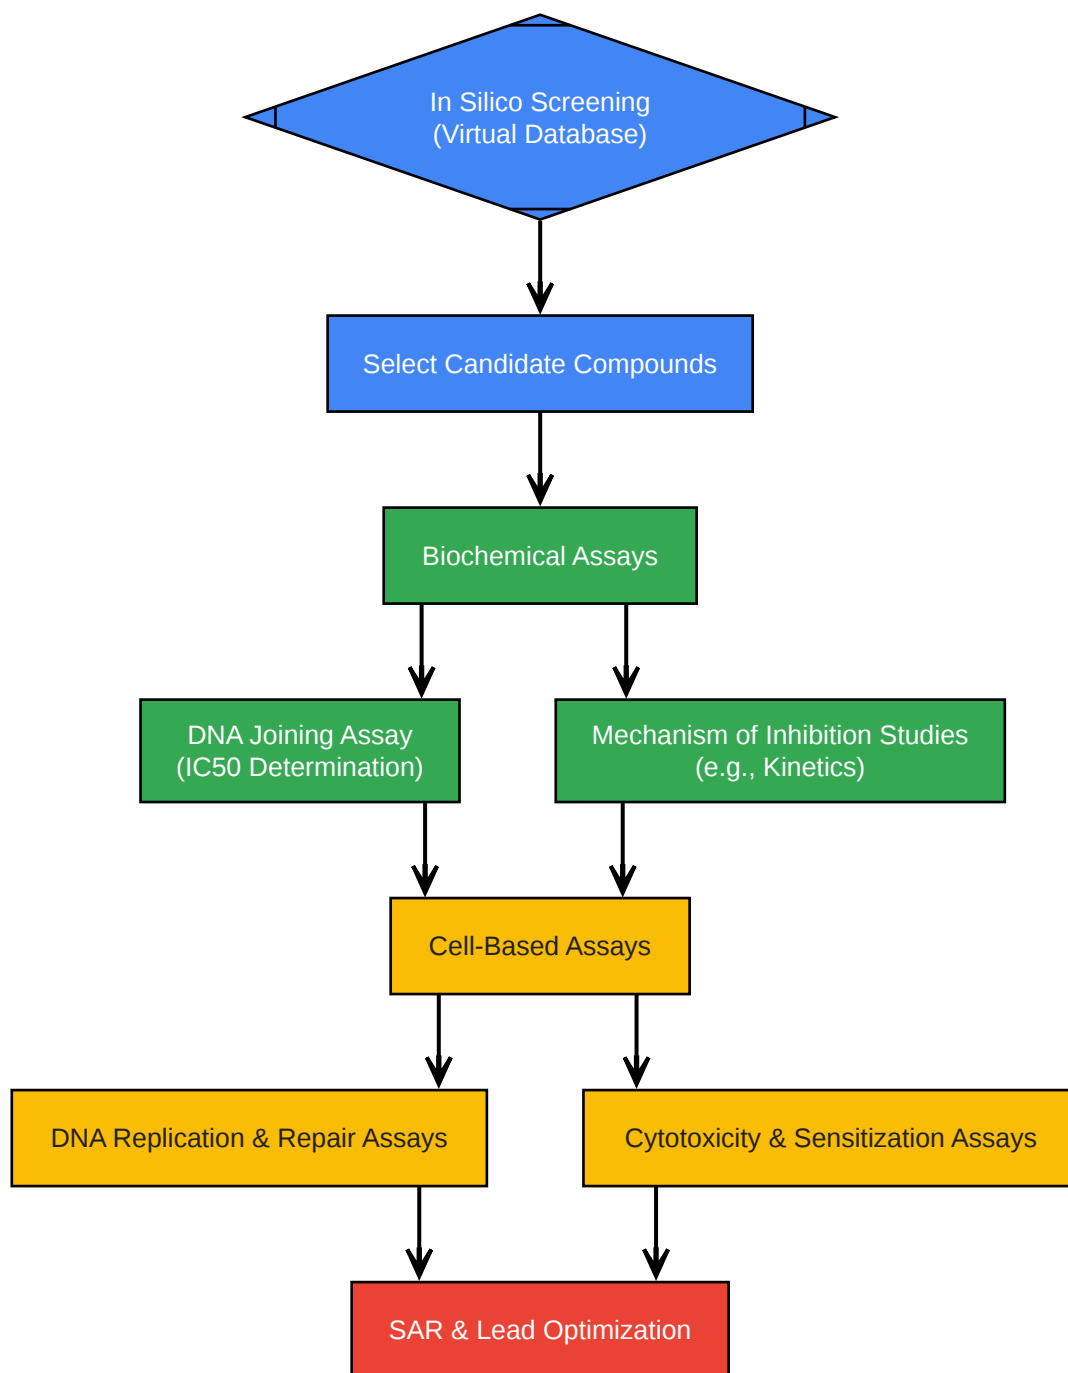 In Silico Screening
(Virtual Database)
Select Candidate Compounds
Biochemical Assays
DNA Joining Assay
(IC50 Determination)
Mechanism of Inhibition Studies
(e.g., Kinetics)
Cell-Based Assays
DNA Replication & Repair Assays
Cytotoxicity & Sensitization Assays
SAR & Lead Optimization